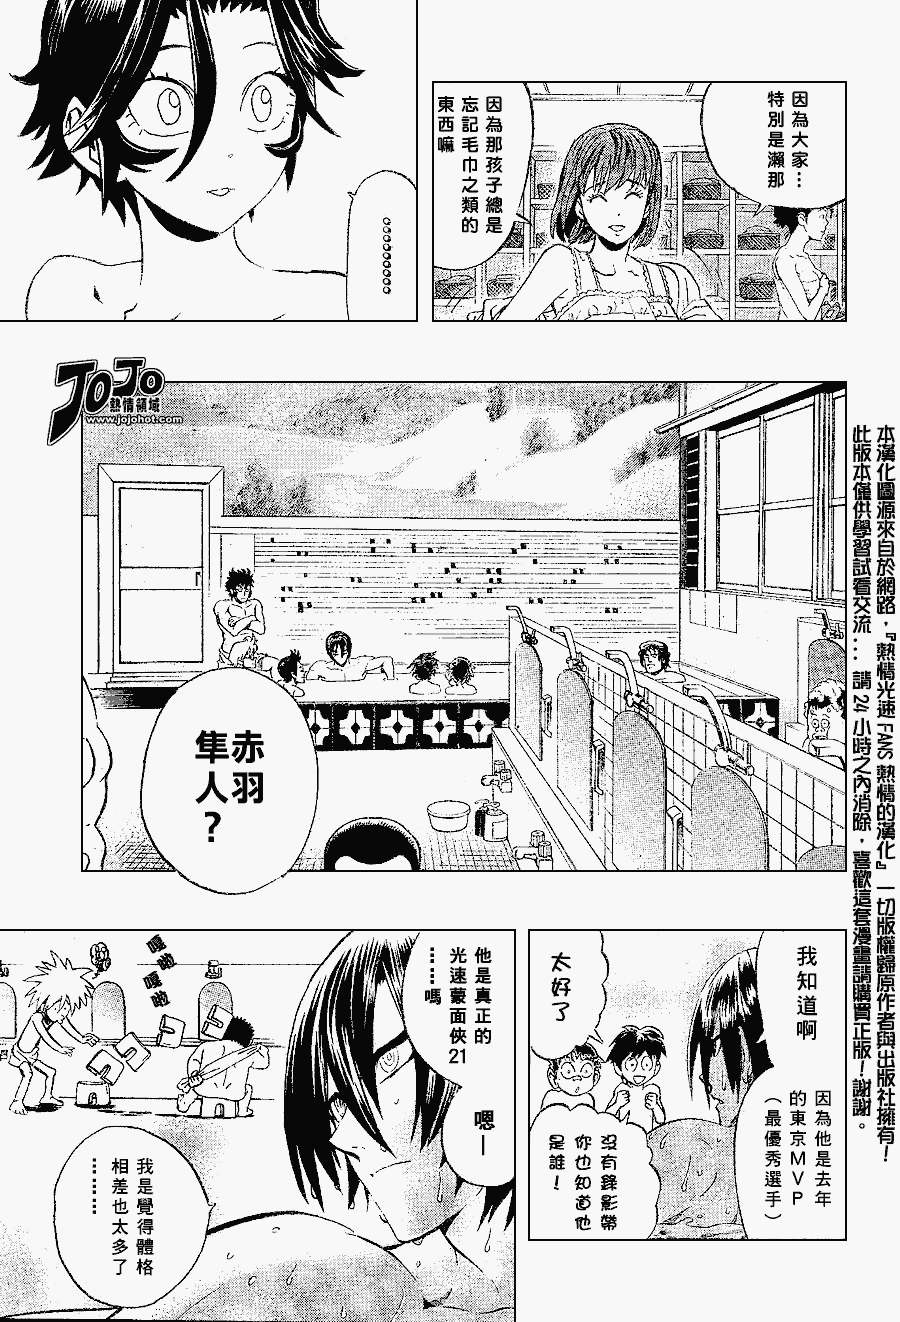 因為大家…
特別是瀨那
因為那孩子總是
忘記毛巾之類的
東西嘛
………
JOJO
熱情領域
www.jojohot.com
赤羽
隼人？
我知道啊
因為他是去年
的東京MVP
（最優秀選手）
太好了
沒有錄影帶
你也知道他
是誰！
他是真正的
光速蒙面俠21
……嗎
嗯—
嘎啦
嘎啦
我是覺得體格
相差也太多了
………
本漢化圖源來自於網路，『熱情光速FANS熱情的漢化』一切版權歸原作者與出版社擁有！
此版本僅供學習試看交流… 請24小時之內消除，喜歡這套漫畫請購買正版！謝謝。